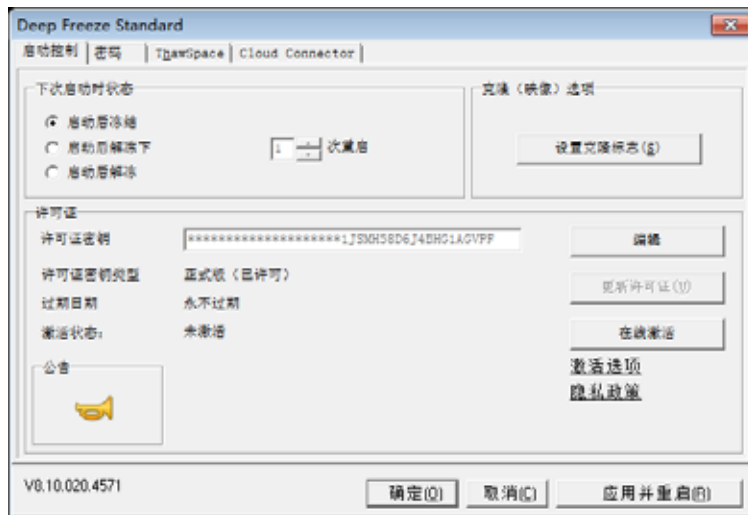 Deep Freeze Standard
启动控制 密码 ThawSpace Cloud Connector
下次启动时状态
启动后冻结
启动后解冻下 1 次重启
启动后解冻
克隆（映像）选项
设置克隆标志(S)
许可证
许可证密钥 ********************1JSMH58D6J4BHG1AGVPF 编辑
许可证密钥类型 正式版（已许可） 更新许可证(U)
过期日期 永不过期
激活状态： 未激活 在线激活
公告
激活选项
隐私政策
V8.10.020.4571 确定(O) 取消(C) 应用并重启(R)